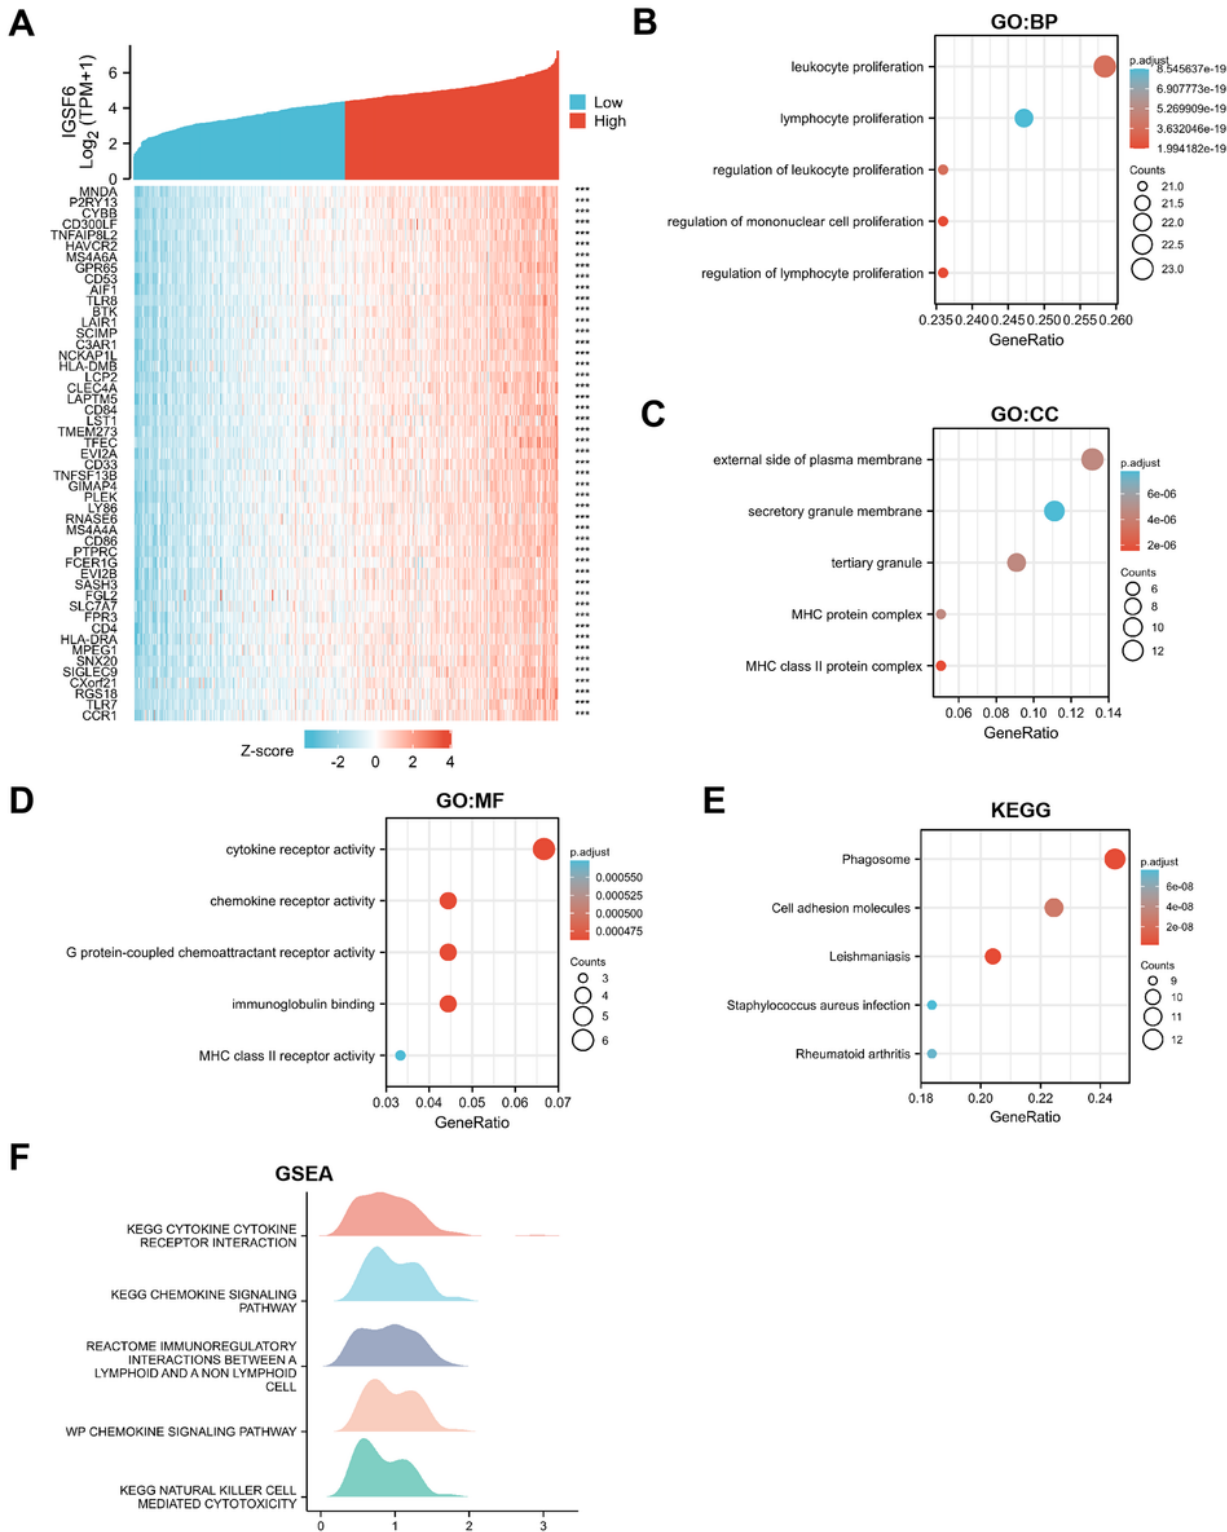 A
IGSF6
Log2 (TPM+1)
6
4
2
0
Low
High
MNDA ***
P2RY13 ***
CYBB ***
CD300LF ***
TNFAIP8L2 ***
HAVCR2 ***
MS4A6A ***
GPR65 ***
CD53 ***
AIF1 ***
TLR8 ***
BTK ***
LAIR1 ***
SCIMP ***
C3AR1 ***
NCKAP1L ***
HLA-DMB ***
LCP2 ***
CLEC4A ***
LAPTM5 ***
CD84 ***
LST1 ***
TMEM273 ***
TFEC ***
EVI2A ***
CD33 ***
TNFSF13B ***
GIMAP4 ***
PLEK ***
LY86 ***
RNASE6 ***
MS4A4A ***
CD86 ***
PTPRC ***
FCER1G ***
EVI2B ***
SASH3 ***
FGL2 ***
SLC7A7 ***
FPR3 ***
CD4 ***
HLA-DRA ***
MPEG1 ***
SNX20 ***
SIGLEC9 ***
CXorf21 ***
RGS18 ***
TLR7 ***
CCR1 ***
Z-score
-2 0 2 4
B
GO:BP
leukocyte proliferation
lymphocyte proliferation
regulation of leukocyte proliferation
regulation of mononuclear cell proliferation
regulation of lymphocyte proliferation
0.235 0.240 0.245 0.250 0.255 0.260
GeneRatio
p.adjust
8.545637e-19
6.907773e-19
5.269909e-19
3.632046e-19
1.994182e-19
Counts
21.0
21.5
22.0
22.5
23.0
C
GO:CC
external side of plasma membrane
secretory granule membrane
tertiary granule
MHC protein complex
MHC class II protein complex
0.06 0.08 0.10 0.12 0.14
GeneRatio
p.adjust
6e-06
4e-06
2e-06
Counts
6
8
10
12
D
GO:MF
cytokine receptor activity
chemokine receptor activity
G protein-coupled chemoattractant receptor activity
immunoglobulin binding
MHC class II receptor activity
0.03 0.04 0.05 0.06 0.07
GeneRatio
p.adjust
0.000550
0.000525
0.000500
0.000475
Counts
3
4
5
6
E
KEGG
Phagosome
Cell adhesion molecules
Leishmaniasis
Staphylococcus aureus infection
Rheumatoid arthritis
0.18 0.20 0.22 0.24
GeneRatio
p.adjust
6e-08
4e-08
2e-08
Counts
9
10
11
12
F
GSEA
KEGG CYTOKINE CYTOKINE
RECEPTOR INTERACTION
KEGG CHEMOKINE SIGNALING
PATHWAY
REACTOME IMMUNOREGULATORY
INTERACTIONS BETWEEN A
LYMPHOID AND A NON LYMPHOID
CELL
WP CHEMOKINE SIGNALING PATHWAY
KEGG NATURAL KILLER CELL
MEDIATED CYTOTOXICITY
0 1 2 3